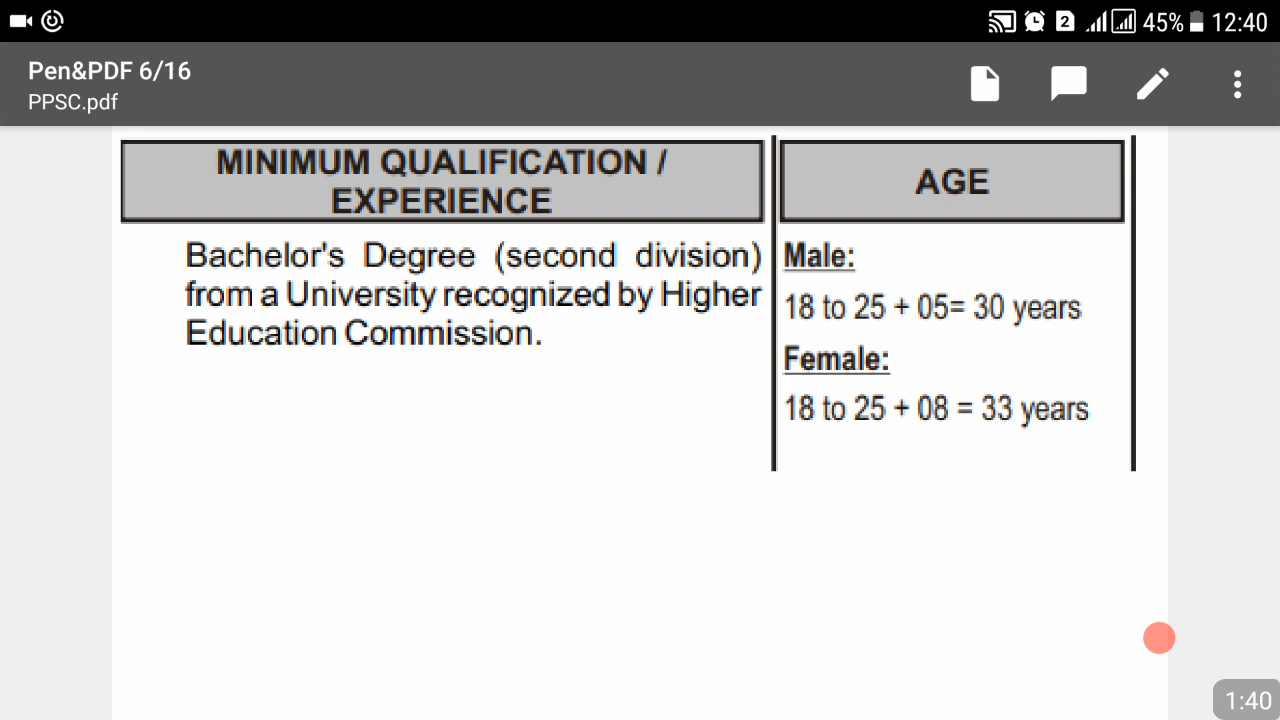 2 45% 12:40
Pen&PDF 6/16
PPSC.pdf
MINIMUM QUALIFICATION /
EXPERIENCE
AGE
Bachelor's Degree (second division)
from a University recognized by Higher
Education Commission.
Male:
18 to 25 + 05= 30 years
Female:
18 to 25 + 08 = 33 years
1:40